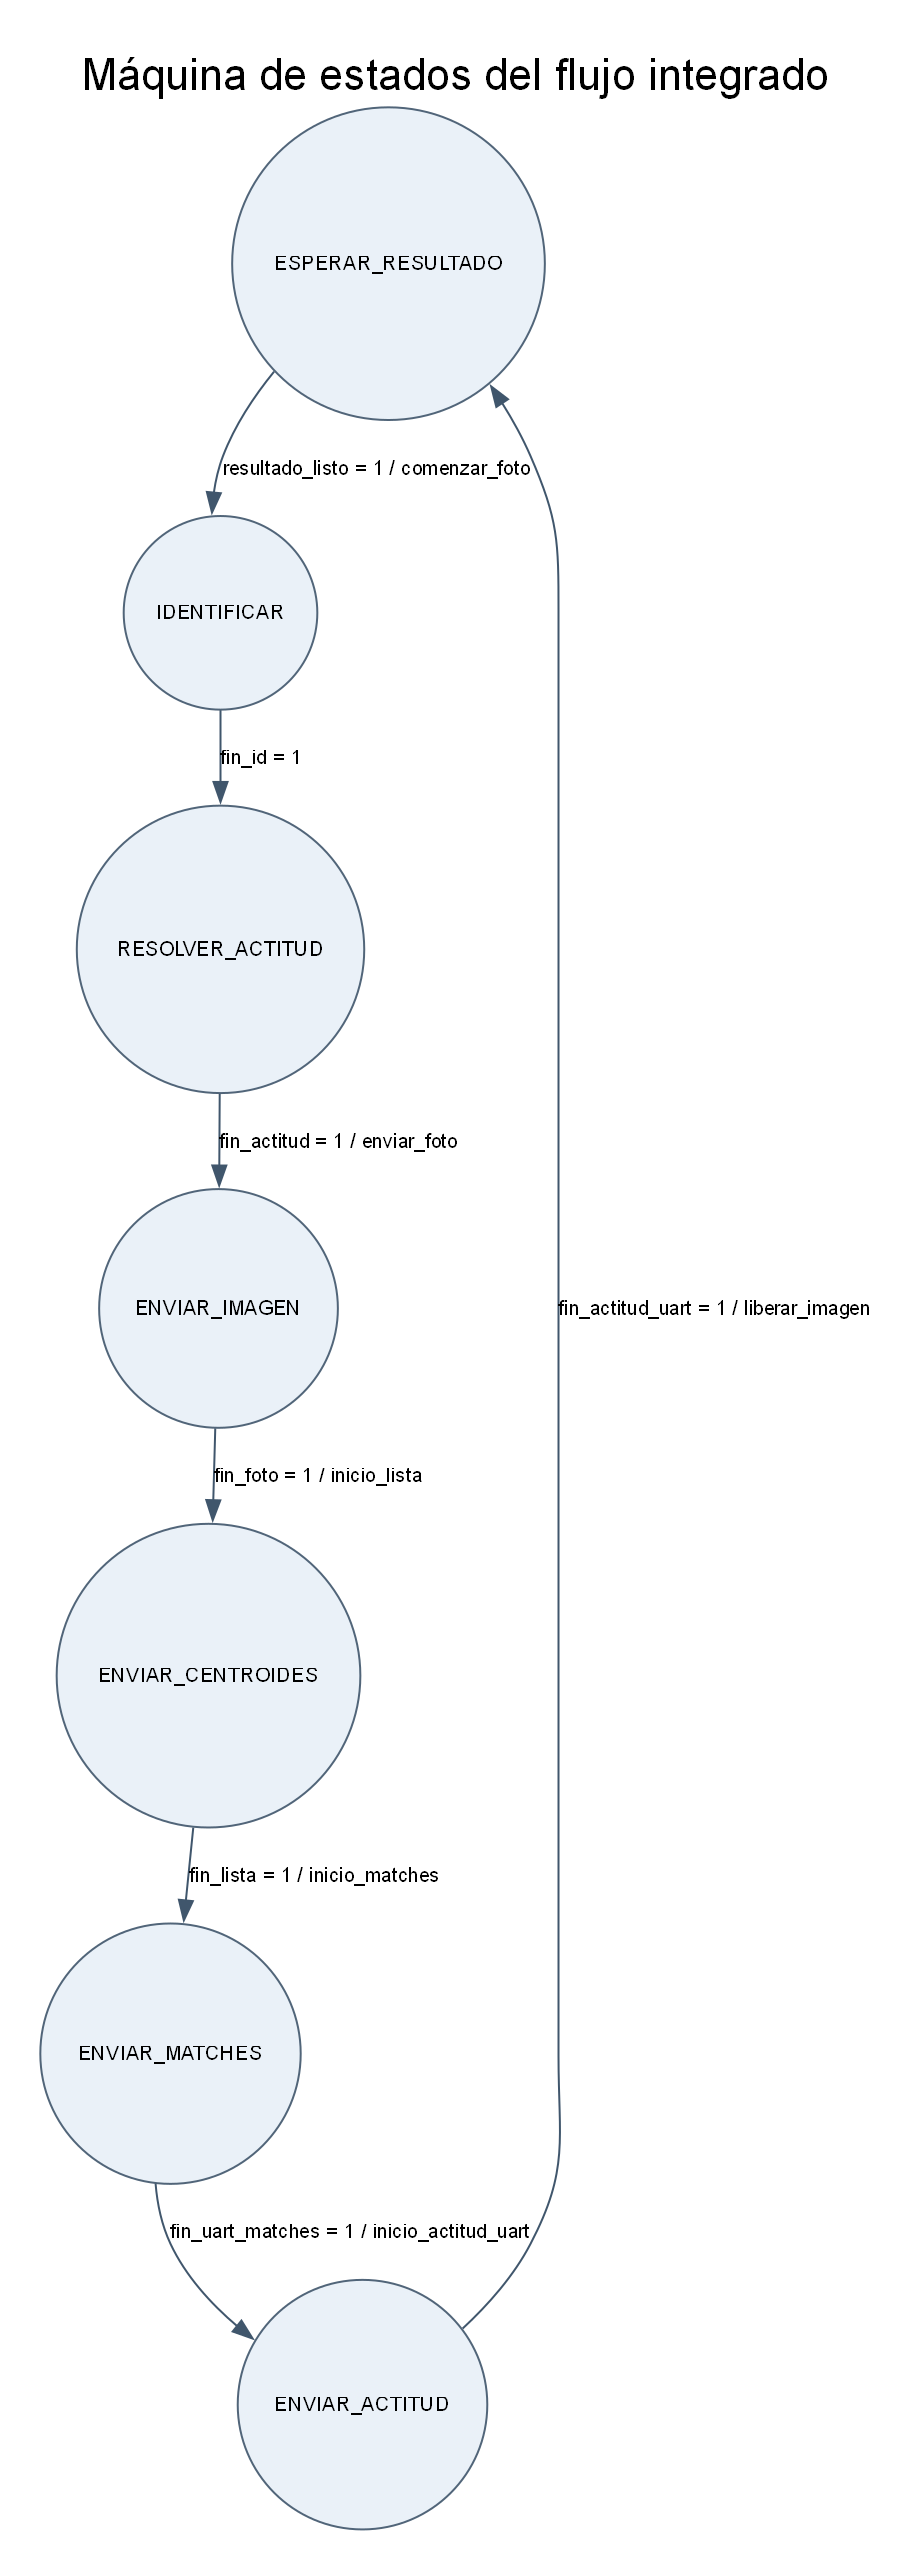 Máquina de estados del flujo integrado
ESPERAR_RESULTADO
resultado_listo = 1 / comenzar_foto
IDENTIFICAR
fin_id = 1
RESOLVER_ACTITUD
fin_actitud = 1 / enviar_foto
ENVIAR_IMAGEN
fin_actitud_uart = 1 / liberar_imagen
fin_foto = 1 / inicio_lista
ENVIAR_CENTROIDES
fin_lista = 1 / inicio_matches
ENVIAR_MATCHES
fin_uart_matches = 1 / inicio_actitud_uart
ENVIAR_ACTITUD